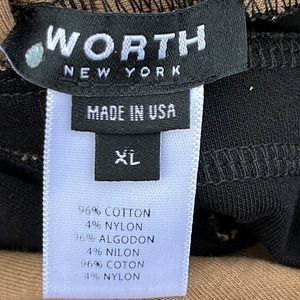 WORTH
NEW YORK
MADE IN USA
XL
96% COTTON
4% NYLON
96% ALGODON
4% NILON
96% COTON
4% NYLON